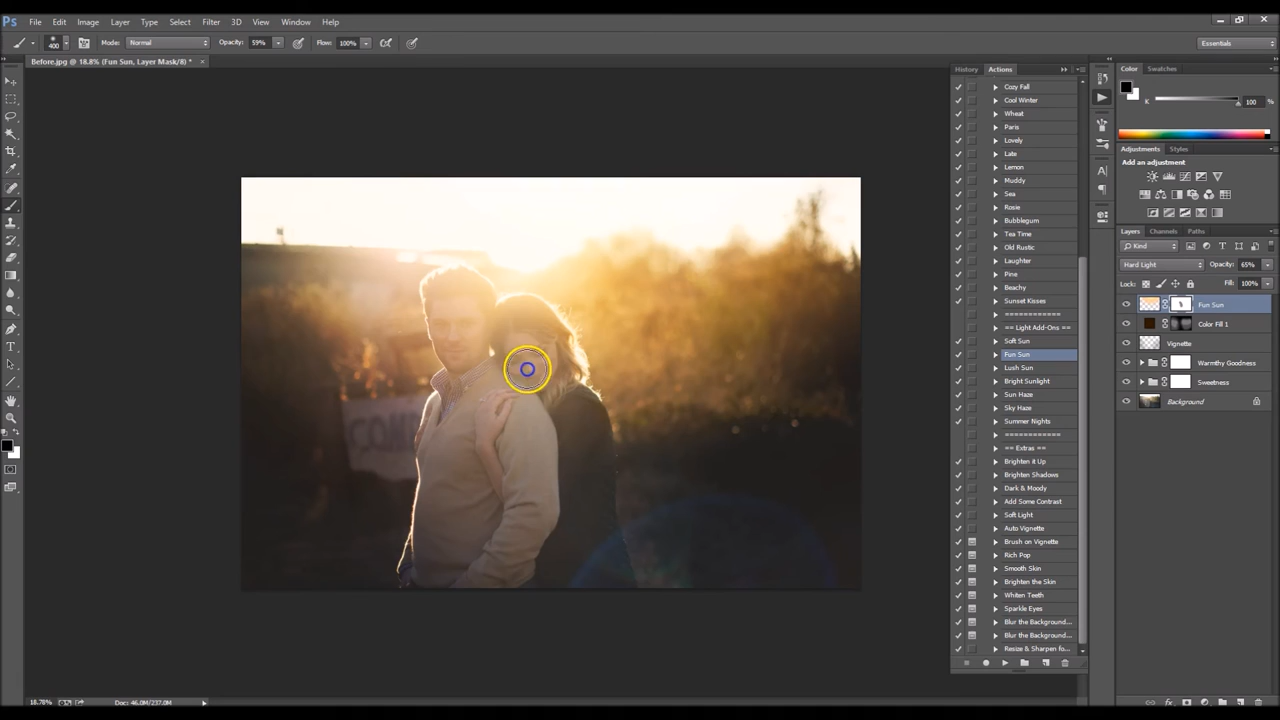 Ps File Edit Image Layer Type Select Filter 3D View Window Help
400 Mode: Normal Opacity: 59% Flow: 100% Essentials
Before.jpg @ 18.8% (Fun Sun, Layer Mask/8) * ×
History Actions
Cozy Fall
Cool Winter
Wheat
Paris
Lovely
Late
Lemon
Muddy
Sea
Rosie
Bubblegum
Tea Time
Old Rustic
Laughter
Pine
Beachy
Sunset Kisses
============
== Light Add-Ons ==
Soft Sun
Fun Sun
Lush Sun
Bright Sunlight
Sun Haze
Sky Haze
Summer Nights
============
== Extras ==
Brighten it Up
Brighten Shadows
Dark & Moody
Add Some Contrast
Soft Light
Auto Vignette
Brush on Vignette
Rich Pop
Smooth Skin
Brighten the Skin
Whiten Teeth
Sparkle Eyes
Blur the Background...
Blur the Background...
Resize & Sharpen fo...
Color Swatches
K 100 %
Adjustments Styles
Add an adjustment
Layers Channels Paths
Kind
Hard Light Opacity: 65%
Lock: Fill: 100%
Fun Sun
Color Fill 1
Vignette
Warmthy Goodness
Sweetness
Background
18.78% Doc: 46.0M/237.0M